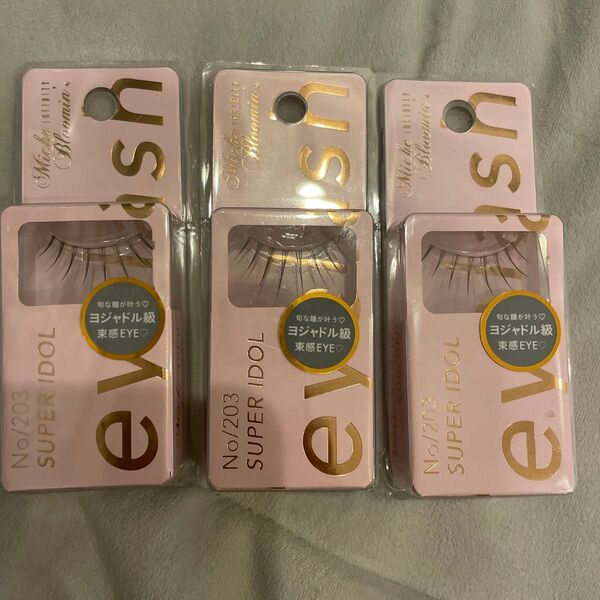 Miche INFINITY
Bloomin's
eyelash
旬な瞳が叶う♡
ヨジャドル級
束感EYE♡
No/203
SUPER IDOL
Miche INFINITY
Bloomin's
eyelash
旬な瞳が叶う♡
ヨジャドル級
束感EYE♡
No/203
SUPER IDOL
Miche INFINITY
Bloomin's
eyelash
旬な瞳が叶う♡
ヨジャドル級
束感EYE♡
No/203
SUPER IDOL